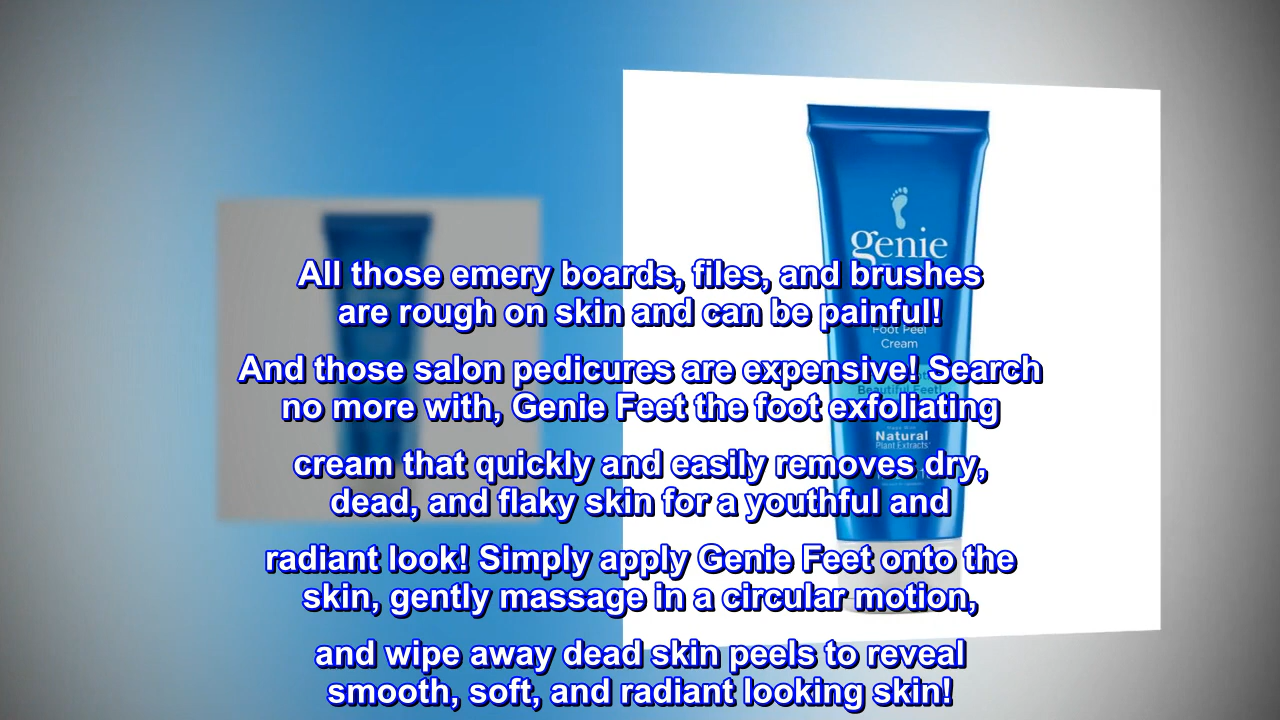 genie
All those emery boards, files, and brushes
are rough on skin and can be painful!
Foot Peel
Cream
And those salon pedicures are expensive! Search
Beautiful Feet!
no more with, Genie Feet the foot exfoliating
Natural
Plant Extracts
cream that quickly and easily removes dry,
dead, and flaky skin for a youthful and
radiant look! Simply apply Genie Feet onto the
skin, gently massage in a circular motion,
and wipe away dead skin peels to reveal
smooth, soft, and radiant looking skin!